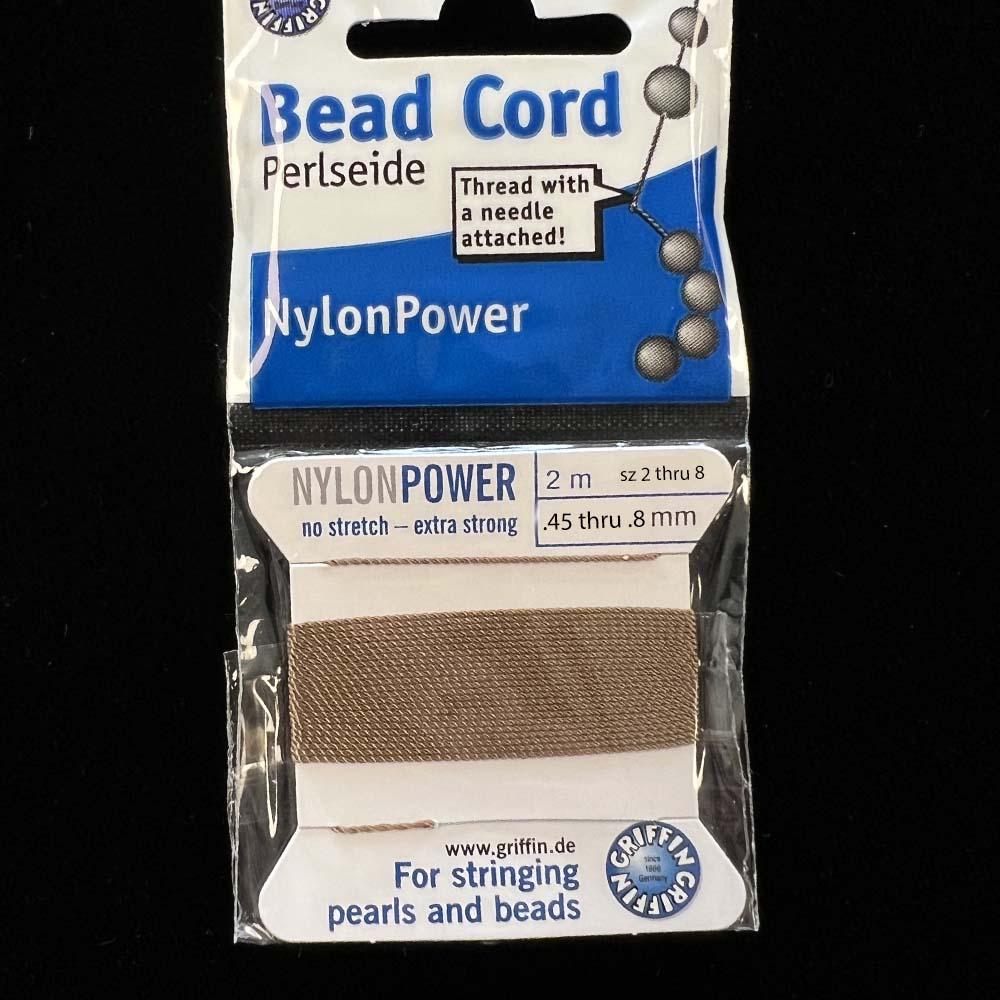 GRIFFIN
Bead Cord
Perlseide
Thread with
a needle
attached!
NylonPower
NYLONPOWER
no stretch – extra strong
2 m sz 2 thru 8
.45 thru .8 mm
www.griffin.de
For stringing
pearls and beads
GRIFFIN GRIFFIN
since
1866
Germany